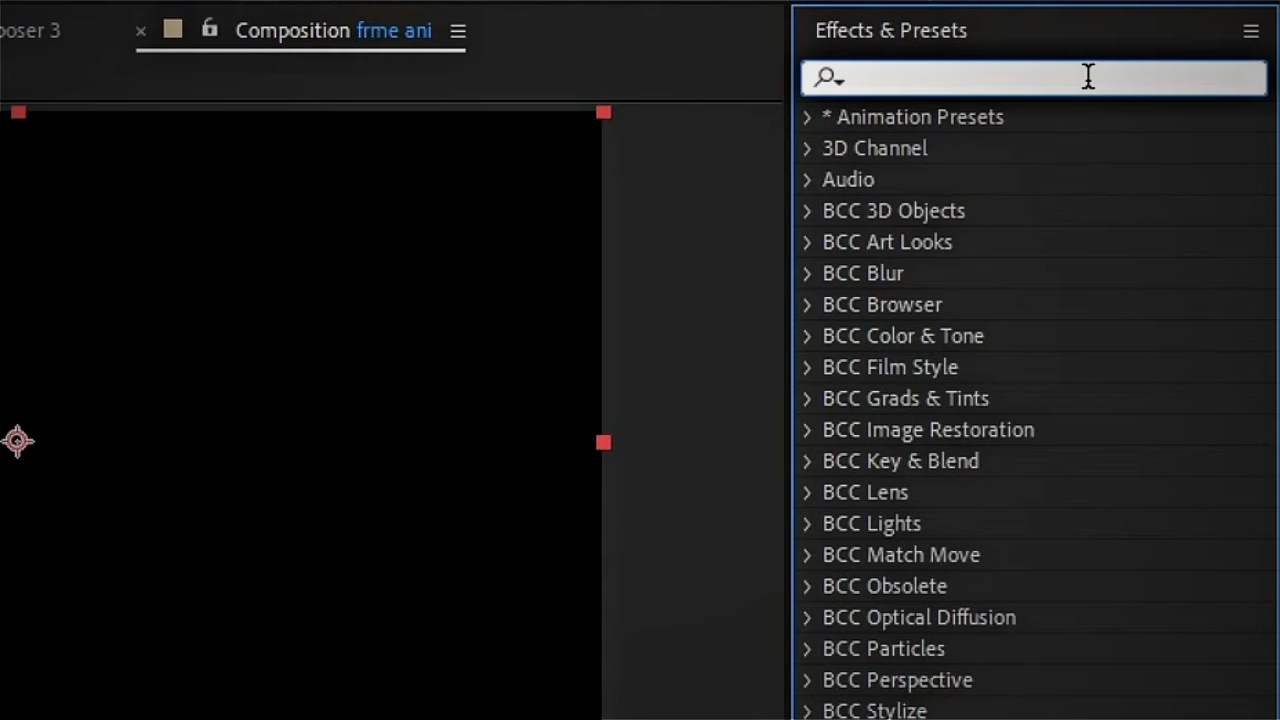 oser 3
Composition frme ani
Effects & Presets
* Animation Presets
3D Channel
Audio
BCC 3D Objects
BCC Art Looks
BCC Blur
BCC Browser
BCC Color & Tone
BCC Film Style
BCC Grads & Tints
BCC Image Restoration
BCC Key & Blend
BCC Lens
BCC Lights
BCC Match Move
BCC Obsolete
BCC Optical Diffusion
BCC Particles
BCC Perspective
BCC Stylize